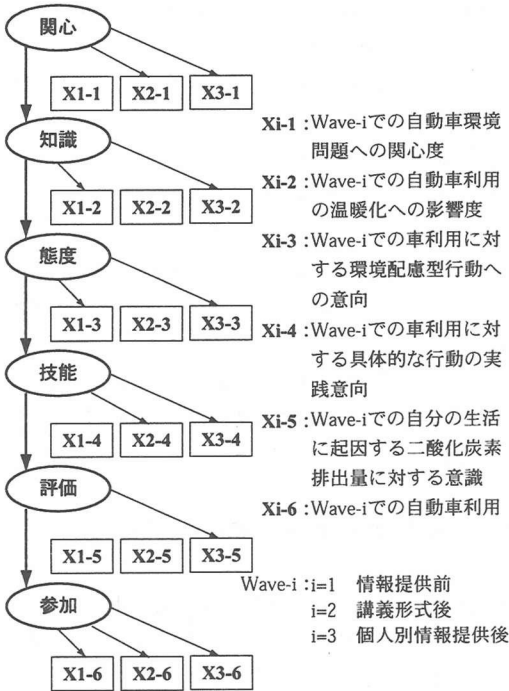 関心
X1-1 X2-1 X3-1
知識
X1-2 X2-2 X3-2
態度
X1-3 X2-3 X3-3
技能
X1-4 X2-4 X3-4
評価
X1-5 X2-5 X3-5
参加
X1-6 X2-6 X3-6
Xi-1 :Wave-iでの自動車環境
問題への関心度
Xi-2 :Wave-iでの自動車利用
の温暖化への影響度
Xi-3 :Wave-iでの車利用に対
する環境配慮型行動へ
の意向
Xi-4 :Wave-iでの車利用に対
する具体的な行動の実
践意向
Xi-5 :Wave-iでの自分の生活
に起因する二酸化炭素
排出量に対する意識
Xi-6 :Wave-iでの自動車利用
Wave-i :i=1 情報提供前
i=2 講義形式後
i=3 個人別情報提供後